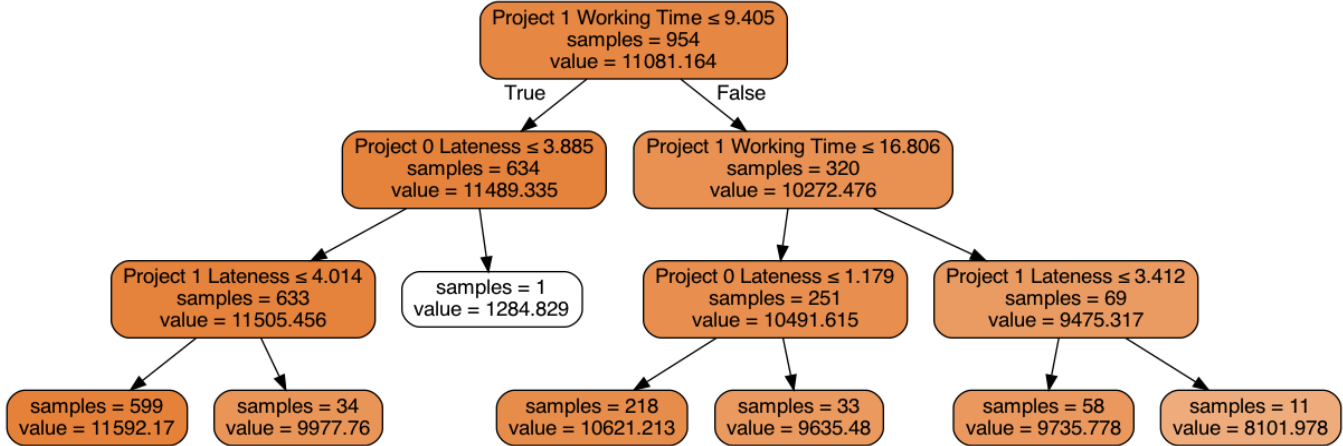 Project 1 Working Time ≤ 9.405
samples = 954
value = 11081.164
True
False
Project 0 Lateness ≤ 3.885
samples = 634
value = 11489.335
Project 1 Working Time ≤ 16.806
samples = 320
value = 10272.476
Project 1 Lateness ≤ 4.014
samples = 633
value = 11505.456
samples = 1
value = 1284.829
Project 0 Lateness ≤ 1.179
samples = 251
value = 10491.615
Project 1 Lateness ≤ 3.412
samples = 69
value = 9475.317
samples = 599
value = 11592.17
samples = 34
value = 9977.76
samples = 218
value = 10621.213
samples = 33
value = 9635.48
samples = 58
value = 9735.778
samples = 11
value = 8101.978